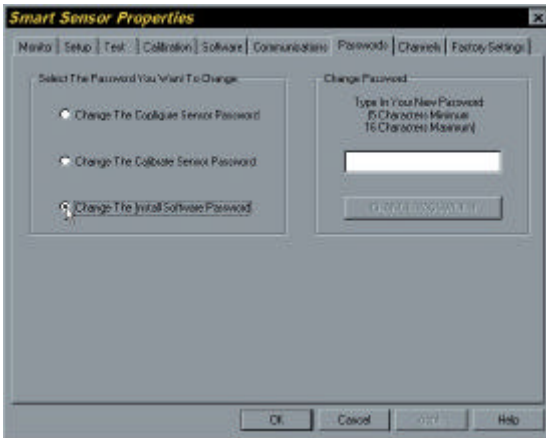 Smart Sensor Properties
Monitor Setup Test Calibration Software Communications Passwords Channels Factory Settings
Select The Password You Want To Change:
Change The Configure Sensor Password
Change The Calibrate Sensor Password
Change The Install Software Password
Change Password
Type In Your New Password
(5 Characters Minimum
16 Characters Maximum)
OK Cancel Help